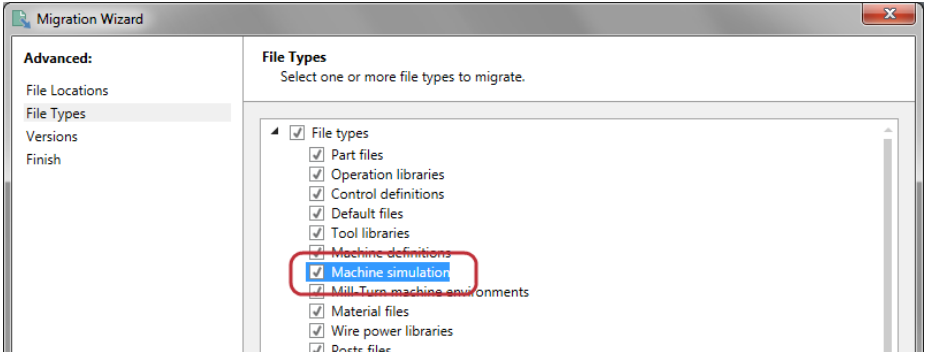 Migration Wizard
Advanced:
File Locations
File Types
Versions
Finish
File Types
Select one or more file types to migrate.
File types
Part files
Operation libraries
Control definitions
Default files
Tool libraries
Machine definitions
Machine simulation
Mill-Turn machine environments
Material files
Wire power libraries
Posts files